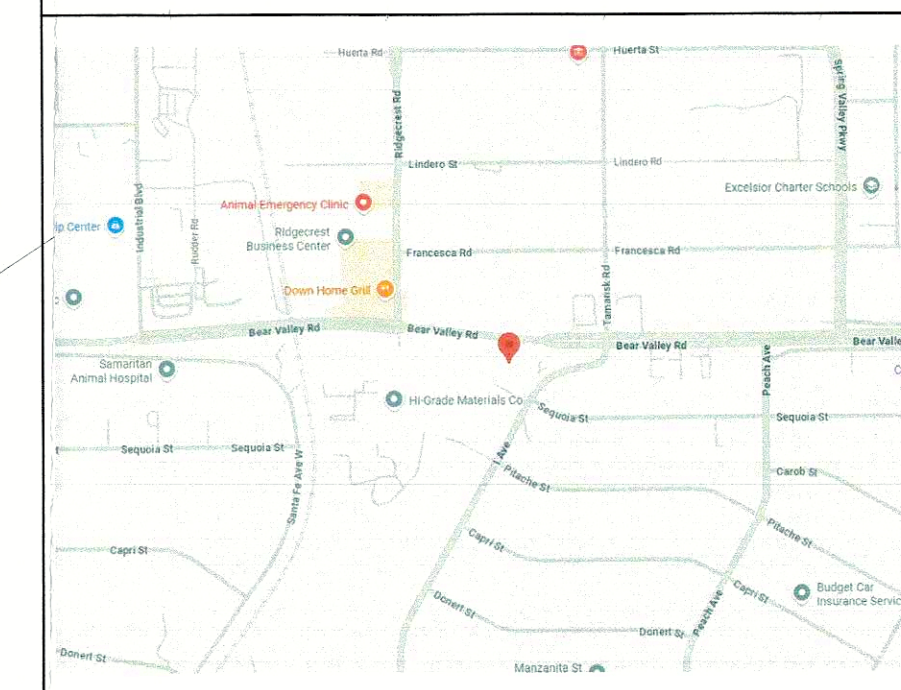 Huerta Rd
Huerta St
Ridgecrest Rd
Spring Valley Pkwy
Lindero St
Lindero Rd
Excelsior Charter Schools
Industrial Blvd
Rudder Rd
Animal Emergency Clinic
ip Center
Ridgecrest
Business Center
Francesca Rd
Francesca Rd
Tamarisk Rd
Down Home Grill
Bear Valley Rd
Bear Valley Rd
Bear Valley Rd
Bear Valle
Samaritan
Animal Hospital
Peach Ave
Hi-Grade Materials Co
Sequoia St
Sequoia St
I Ave
Sequoia St
Sequoia St
Santa Fe Ave W
Pitache St
Carob St
Pitache St
Capri St
Capri St
Capri St
Budget Car
Insurance Servic
Donert St
Peach Ave
Donert St
Donert St
Manzanita St